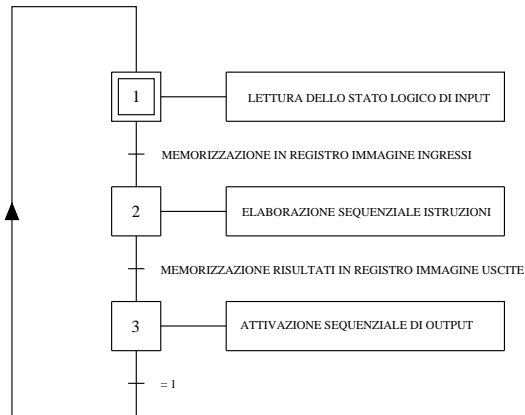 1
LETTURA DELLO STATO LOGICO DI INPUT
MEMORIZZAZIONE IN REGISTRO IMMAGINE INGRESSI
2
ELABORAZIONE SEQUENZIALE ISTRUZIONI
MEMORIZZAZIONE RISULTATI IN REGISTRO IMMAGINE USCITE
3
ATTIVAZIONE SEQUENZIALE DI OUTPUT
= 1